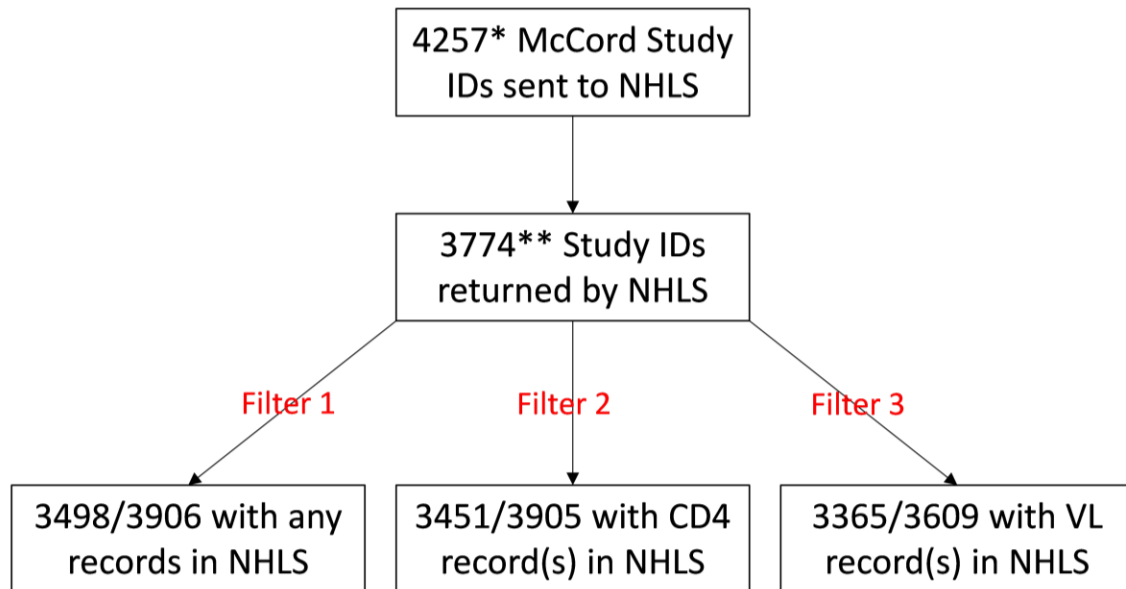 4257* McCord Study
IDs sent to NHLS
3774** Study IDs
returned by NHLS
Filter 1
Filter 2
Filter 3
3498/3906 with any
records in NHLS
3451/3905 with CD4
record(s) in NHLS
3365/3609 with VL
record(s) in NHLS